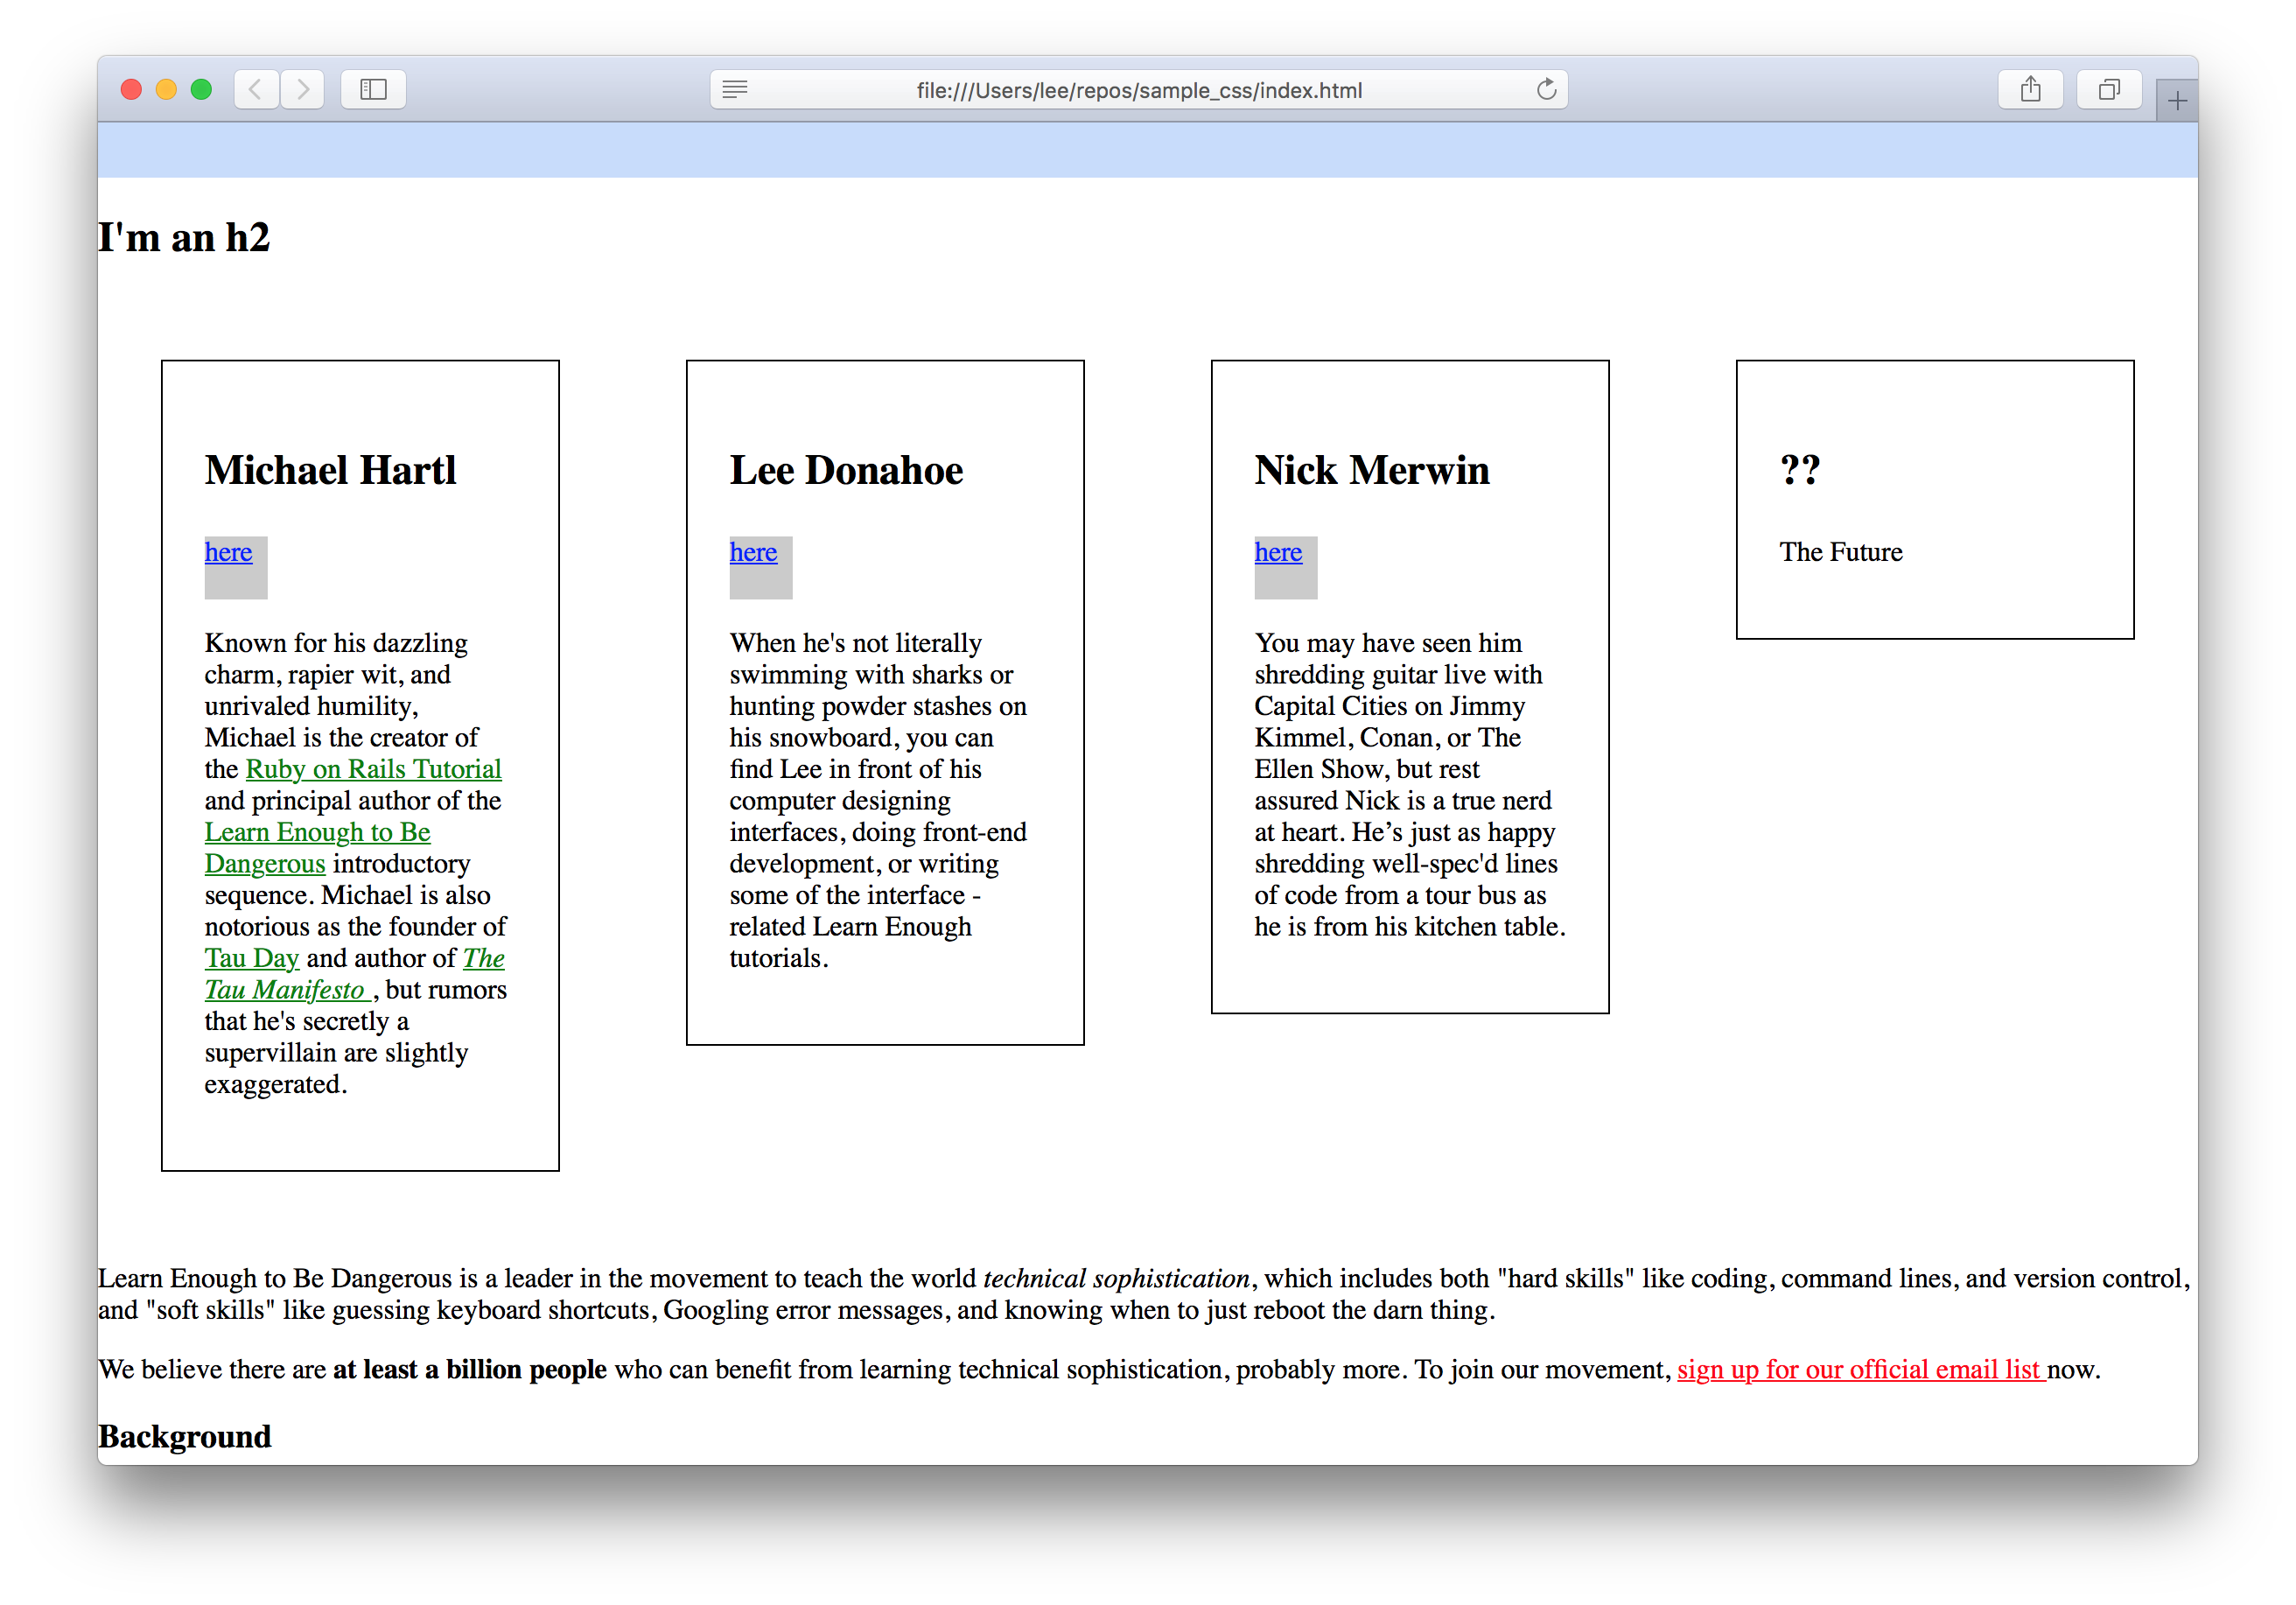 file:///Users/lee/repos/sample_css/index.html
I'm an h2
Michael Hartl
here
Known for his dazzling
charm, rapier wit, and
unrivaled humility,
Michael is the creator of
the Ruby on Rails Tutorial
and principal author of the
Learn Enough to Be
Dangerous introductory
sequence. Michael is also
notorious as the founder of
Tau Day and author of The
Tau Manifesto , but rumors
that he's secretly a
supervillain are slightly
exaggerated.
Lee Donahoe
here
When he's not literally
swimming with sharks or
hunting powder stashes on
his snowboard, you can
find Lee in front of his
computer designing
interfaces, doing front-end
development, or writing
some of the interface -
related Learn Enough
tutorials.
Nick Merwin
here
You may have seen him
shredding guitar live with
Capital Cities on Jimmy
Kimmel, Conan, or The
Ellen Show, but rest
assured Nick is a true nerd
at heart. He’s just as happy
shredding well-spec'd lines
of code from a tour bus as
he is from his kitchen table.
??
The Future
Learn Enough to Be Dangerous is a leader in the movement to teach the world technical sophistication, which includes both "hard skills" like coding, command lines, and version control,
and "soft skills" like guessing keyboard shortcuts, Googling error messages, and knowing when to just reboot the darn thing.
We believe there are at least a billion people who can benefit from learning technical sophistication, probably more. To join our movement, sign up for our official email list now.
Background